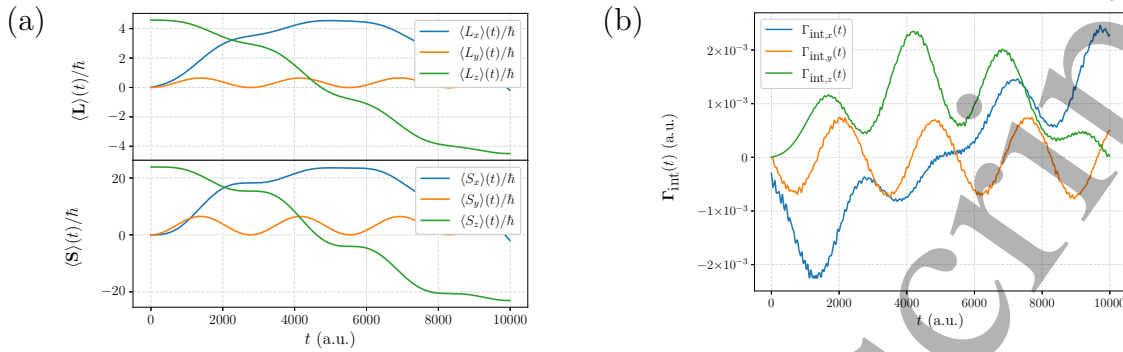 (a)
4
2
0
−2
−4
⟨L⟩(t)/ℏ
⟨Lx⟩(t)/ℏ
⟨Ly⟩(t)/ℏ
⟨Lz⟩(t)/ℏ
20
0
−20
⟨S⟩(t)/ℏ
⟨Sx⟩(t)/ℏ
⟨Sy⟩(t)/ℏ
⟨Sz⟩(t)/ℏ
0 2000 4000 6000 8000 10000
t (a.u.)
(b)
2×10⁻³
1×10⁻³
0
−1×10⁻³
−2×10⁻³
Γint(t) (a.u.)
Γint,x(t)
Γint,y(t)
Γint,z(t)
0 2000 4000 6000 8000 10000
t (a.u.)